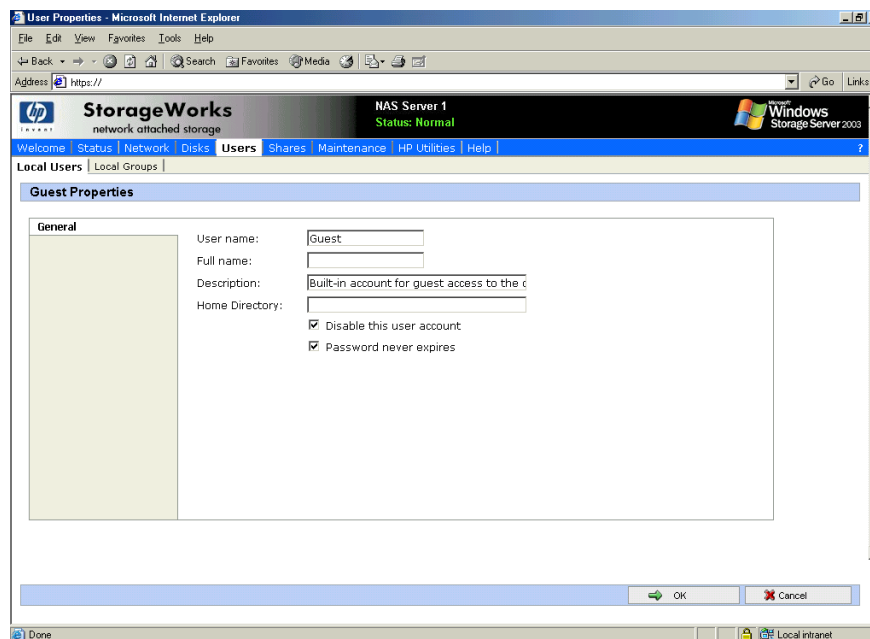 User Properties - Microsoft Internet Explorer
File Edit View Favorites Tools Help
Back Search Favorites Media
Address https:// Go Links
hp
invent
StorageWorks
network attached storage
NAS Server 1
Status: Normal
Microsoft
Windows
Storage Server 2003
Welcome Status Network Disks Users Shares Maintenance HP Utilities Help ?
Local Users Local Groups
Guest Properties
General
User name: Guest
Full name:
Description: Built-in account for guest access to the c
Home Directory:
Disable this user account
Password never expires
OK Cancel
Done Local intranet